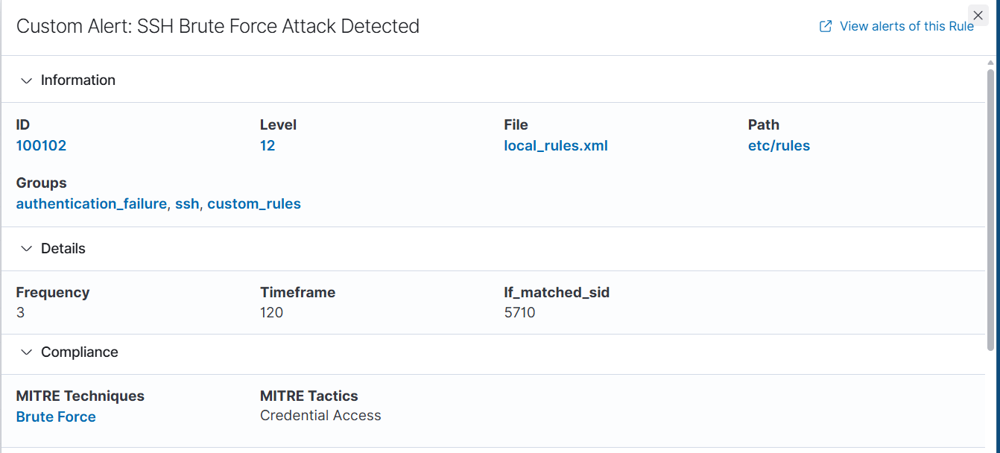 Custom Alert: SSH Brute Force Attack Detected
View alerts of this Rule
Information
ID Level File Path
100102 12 local_rules.xml etc/rules
Groups
authentication_failure, ssh, custom_rules
Details
Frequency Timeframe If_matched_sid
3 120 5710
Compliance
MITRE Techniques MITRE Tactics
Brute Force Credential Access